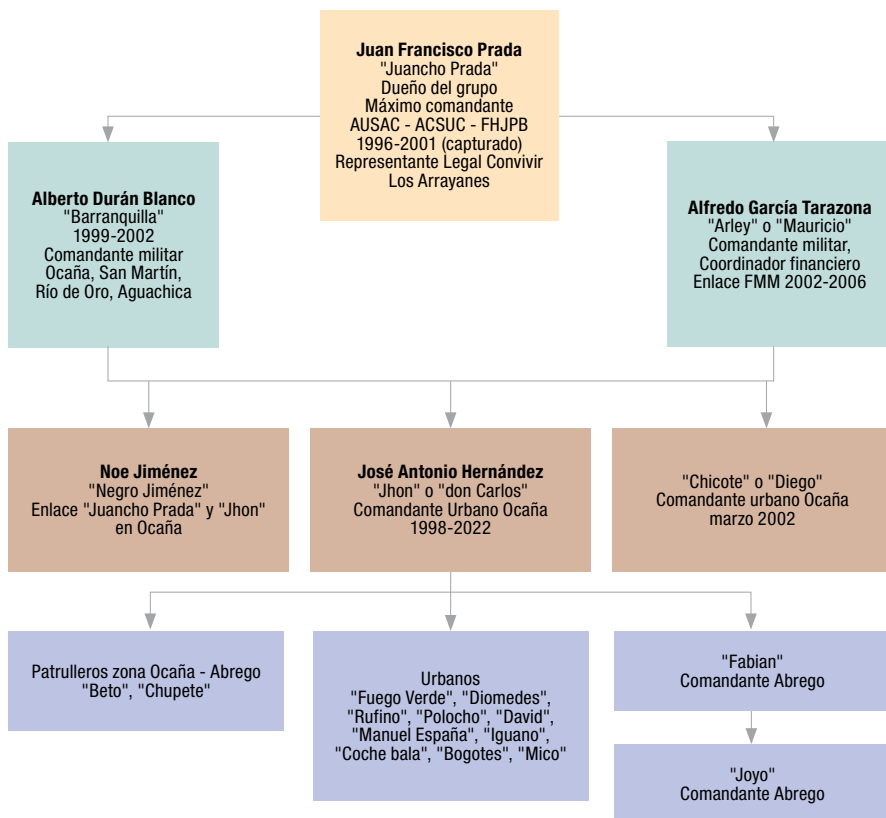 Juan Francisco Prada
"Juancho Prada"
Dueño del grupo
Máximo comandante
AUSAC - ACSUC - FHJPB
1996-2001 (capturado)
Representante Legal Convivir
Los Arrayanes
Alberto Durán Blanco
"Barranquilla"
1999-2002
Comandante militar
Ocaña, San Martín,
Río de Oro, Aguachica
Alfredo García Tarazona
"Arley" o "Mauricio"
Comandante militar,
Coordinador financiero
Enlace FMM 2002-2006
Noe Jiménez
"Negro Jiménez"
Enlace "Juancho Prada" y "Jhon"
en Ocaña
José Antonio Hernández
"Jhon" o "don Carlos"
Comandante Urbano Ocaña
1998-2022
"Chicote" o "Diego"
Comandante urbano Ocaña
marzo 2002
Patrulleros zona Ocaña - Abrego
"Beto", "Chupete"
Urbanos
"Fuego Verde", "Diomedes",
"Rufino", "Polocho", "David",
"Manuel España", "Iguano",
"Coche bala", "Bogotes", "Mico"
"Fabian"
Comandante Abrego
"Joyo"
Comandante Abrego